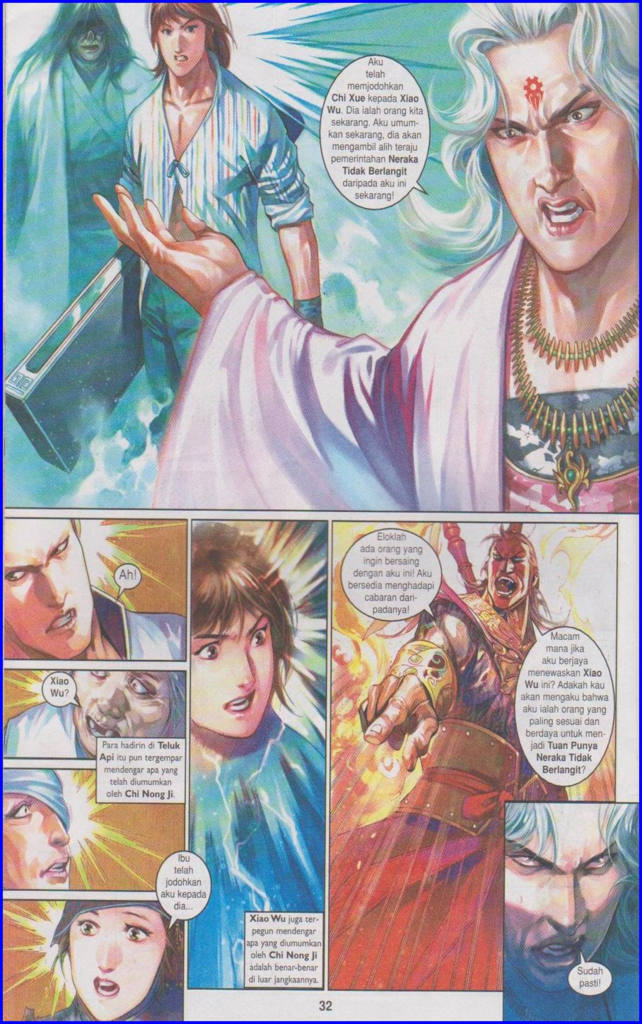 Aku
telah
memjodohkan
Chi Xue kepada Xiao
Wu. Dia ialah orang kita
sekarang. Aku umum-
kan sekarang, dia akan
mengambil alih teraju
pemerintahan Neraka
Tidak Berlangit
daripada aku ini
sekarang!
Ah!
Xiao
Wu?
Para hadirin di Teluk
Api itu pun tergempar
mendengar apa yang
telah diumumkan
oleh Chi Nong Ji.
Ibu
telah
jodohkan
aku kepada
dia...
Xiao Wu juga ter-
pegun mendengar
apa yang diumumkan
oleh Chi Nong Ji
adalah benar-benar
di luar jangkaannya.
Eloklah
ada orang yang
ingin bersaing
dengan aku ini! Aku
bersedia menghadapi
cabaran dari-
padanya!
Macam
mana jika
aku berjaya
menewaskan Xiao
Wu ini? Adakah kau
akan mengaku bahwa
aku ialah orang yang
paling sesuai dan
berdaya untuk men-
jadi Tuan Punya
Neraka Tidak
Berlangit?
Sudah
pasti!
32